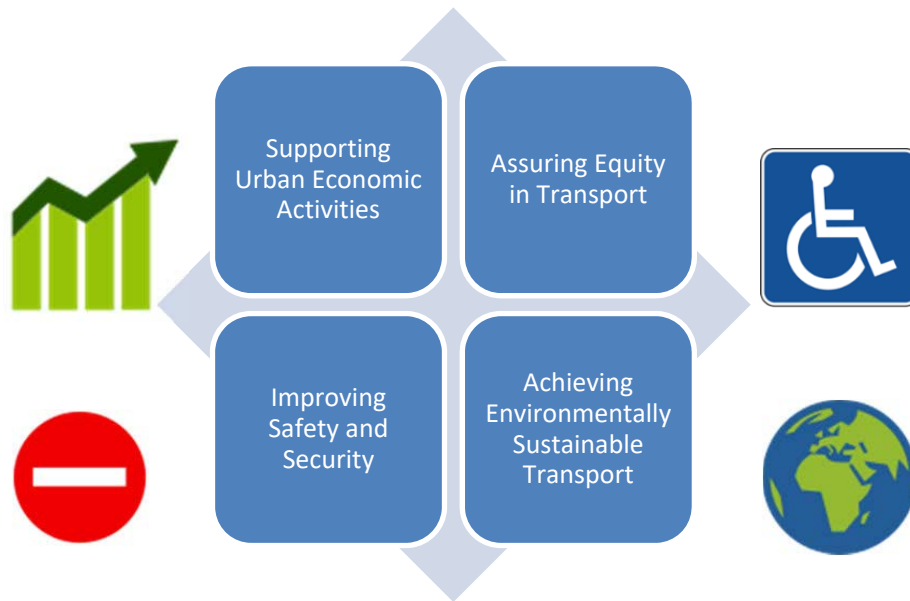 Supporting
Urban Economic
Activities
Assuring Equity
in Transport
Improving
Safety and
Security
Achieving
Environmentally
Sustainable
Transport